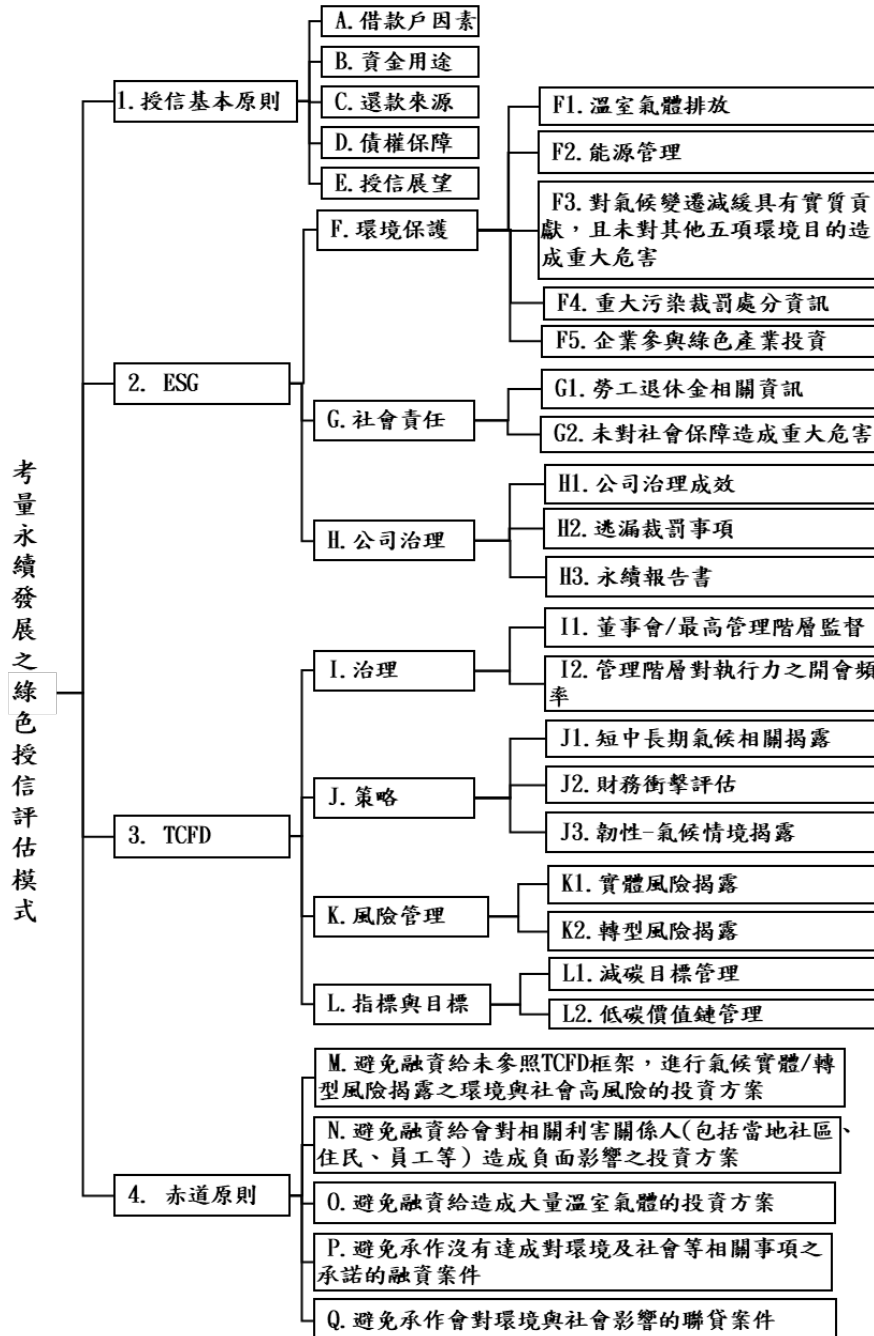 考量永續發展之綠色授信評估模式
1.授信基本原則
A.借款戶因素
B.資金用途
C.還款來源
D.債權保障
E.授信展望
2. ESG
F.環境保護
F1.溫室氣體排放
F2.能源管理
F3.對氣候變遷減緩具有實質貢
獻，且未對其他五項環境目的造
成重大危害
F4.重大污染裁罰處分資訊
F5.企業參與綠色產業投資
G.社會責任
G1.勞工退休金相關資訊
G2.未對社會保障造成重大危害
H.公司治理
H1.公司治理成效
H2.逃漏裁罰事項
H3.永續報告書
3. TCFD
I.治理
I1.董事會/最高管理階層監督
I2.管理階層對執行力之開會頻
率
J.策略
J1.短中長期氣候相關揭露
J2.財務衝擊評估
J3.韌性-氣候情境揭露
K.風險管理
K1.實體風險揭露
K2.轉型風險揭露
L.指標與目標
L1.減碳目標管理
L2.低碳價值鏈管理
4. 赤道原則
M.避免融資給未參照TCFD框架，進行氣候實體/轉
型風險揭露之環境與社會高風險的投資方案
N.避免融資給會對相關利害關係人(包括當地社區、
住民、員工等) 造成負面影響之投資方案
O.避免融資給造成大量溫室氣體的投資方案
P.避免承作沒有達成對環境及社會等相關事項之
承諾的融資案件
Q.避免承作會對環境與社會影響的聯貸案件